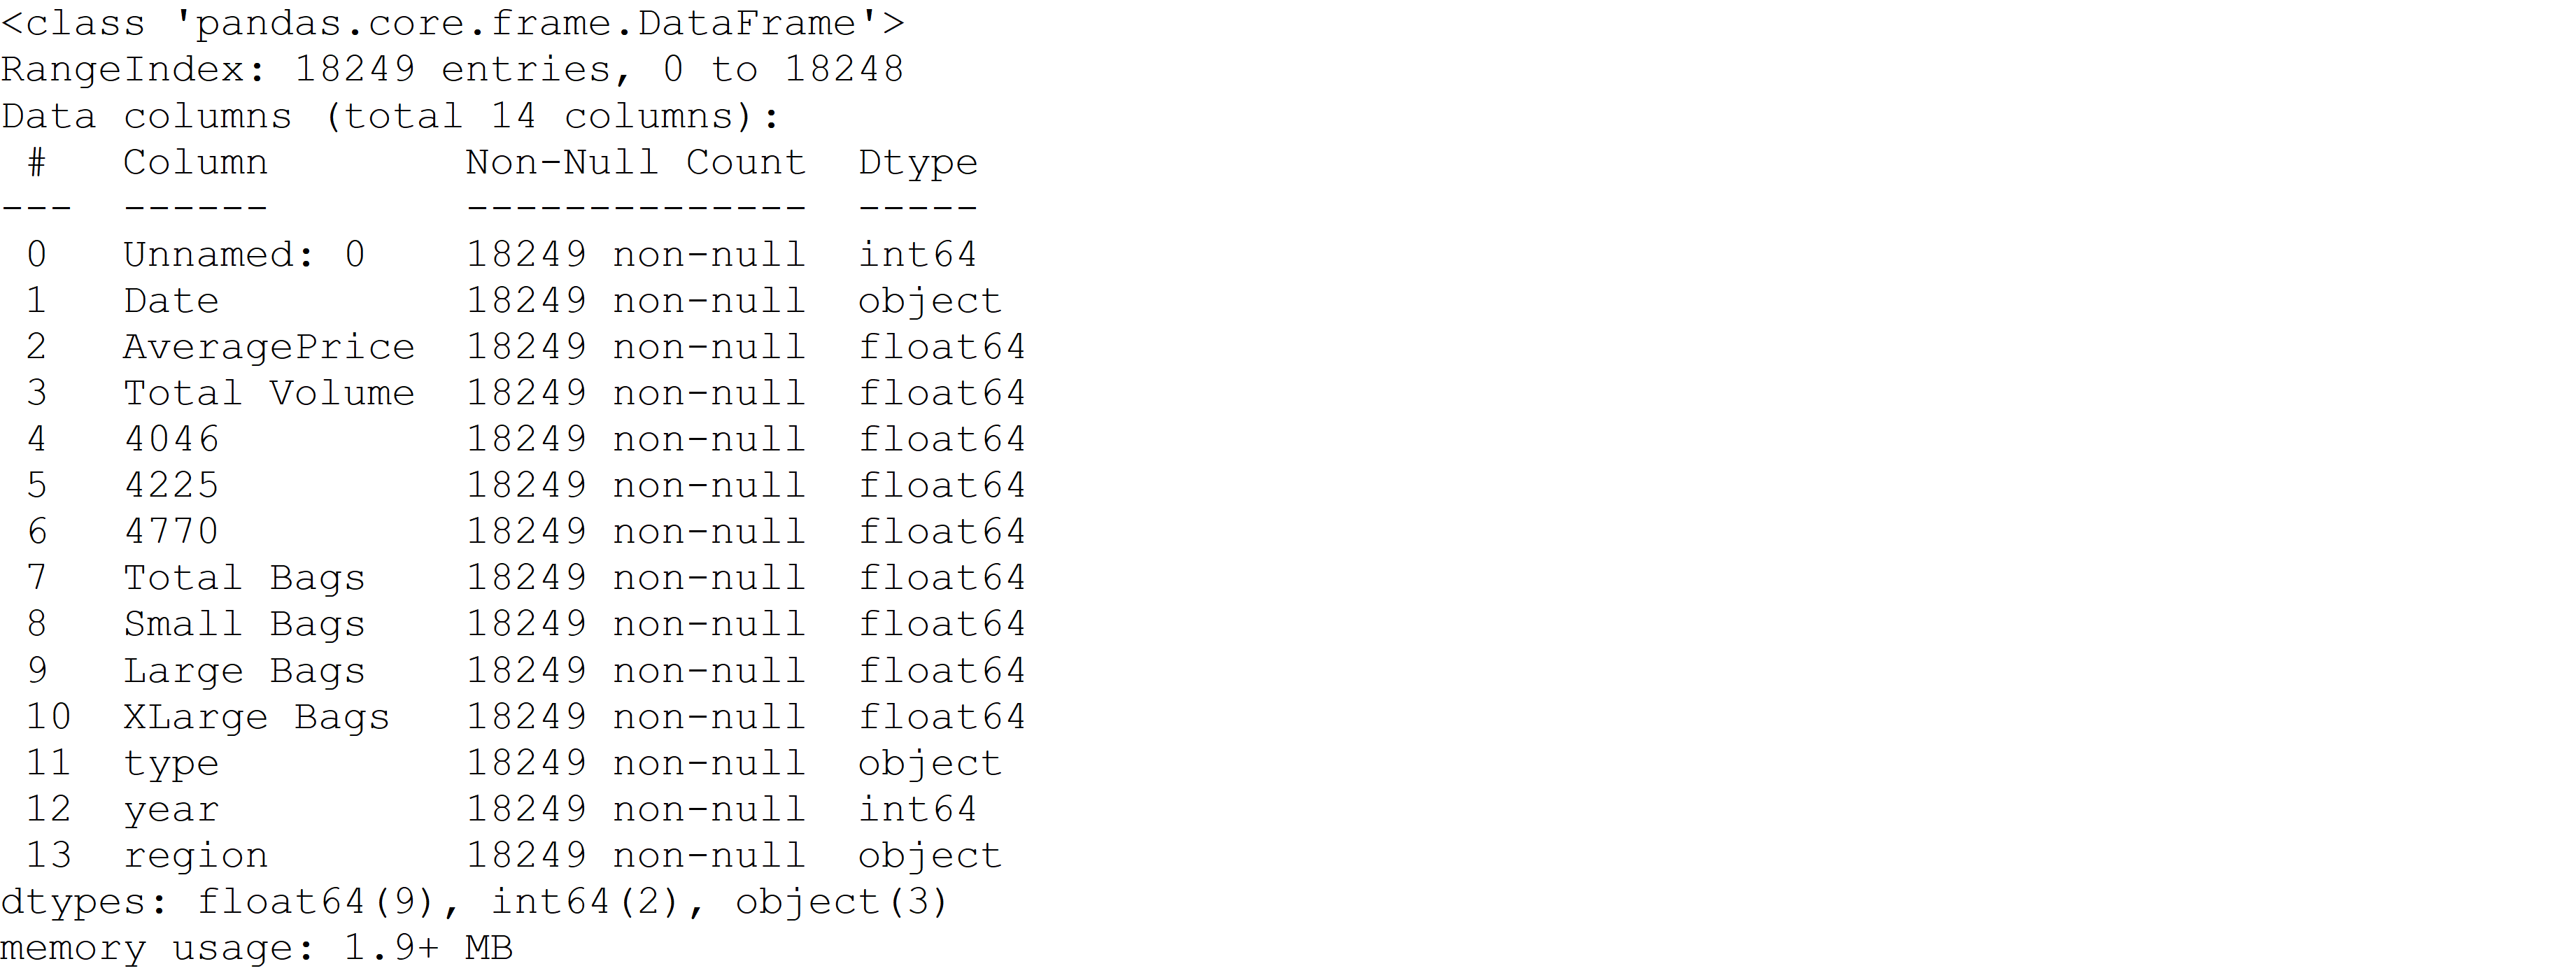 <class 'pandas.core.frame.DataFrame'>
RangeIndex: 18249 entries, 0 to 18248
Data columns (total 14 columns):
 #   Column        Non-Null Count  Dtype
---  ------        --------------  -----
 0   Unnamed: 0    18249 non-null  int64
 1   Date          18249 non-null  object
 2   AveragePrice  18249 non-null  float64
 3   Total Volume  18249 non-null  float64
 4   4046          18249 non-null  float64
 5   4225          18249 non-null  float64
 6   4770          18249 non-null  float64
 7   Total Bags    18249 non-null  float64
 8   Small Bags    18249 non-null  float64
 9   Large Bags    18249 non-null  float64
 10  XLarge Bags   18249 non-null  float64
 11  type          18249 non-null  object
 12  year          18249 non-null  int64
 13  region        18249 non-null  object
dtypes: float64(9), int64(2), object(3)
memory usage: 1.9+ MB